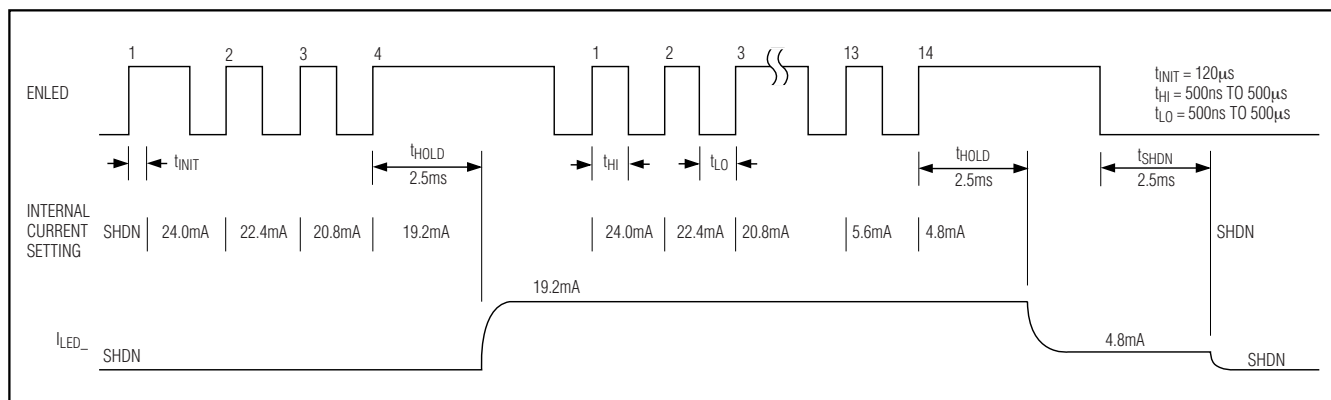 1 2 3 4 1 2 3 13 14
ENLED
tINIT = 120µs
tHI = 500ns TO 500µs
tLO = 500ns TO 500µs
tINIT
tHOLD
2.5ms
tHI
tLO
tHOLD
2.5ms
tSHDN
2.5ms
INTERNAL
CURRENT
SETTING
SHDN 24.0mA 22.4mA 20.8mA 19.2mA 24.0mA 22.4mA 20.8mA 5.6mA 4.8mA SHDN
19.2mA
ILED_
SHDN
4.8mA
SHDN